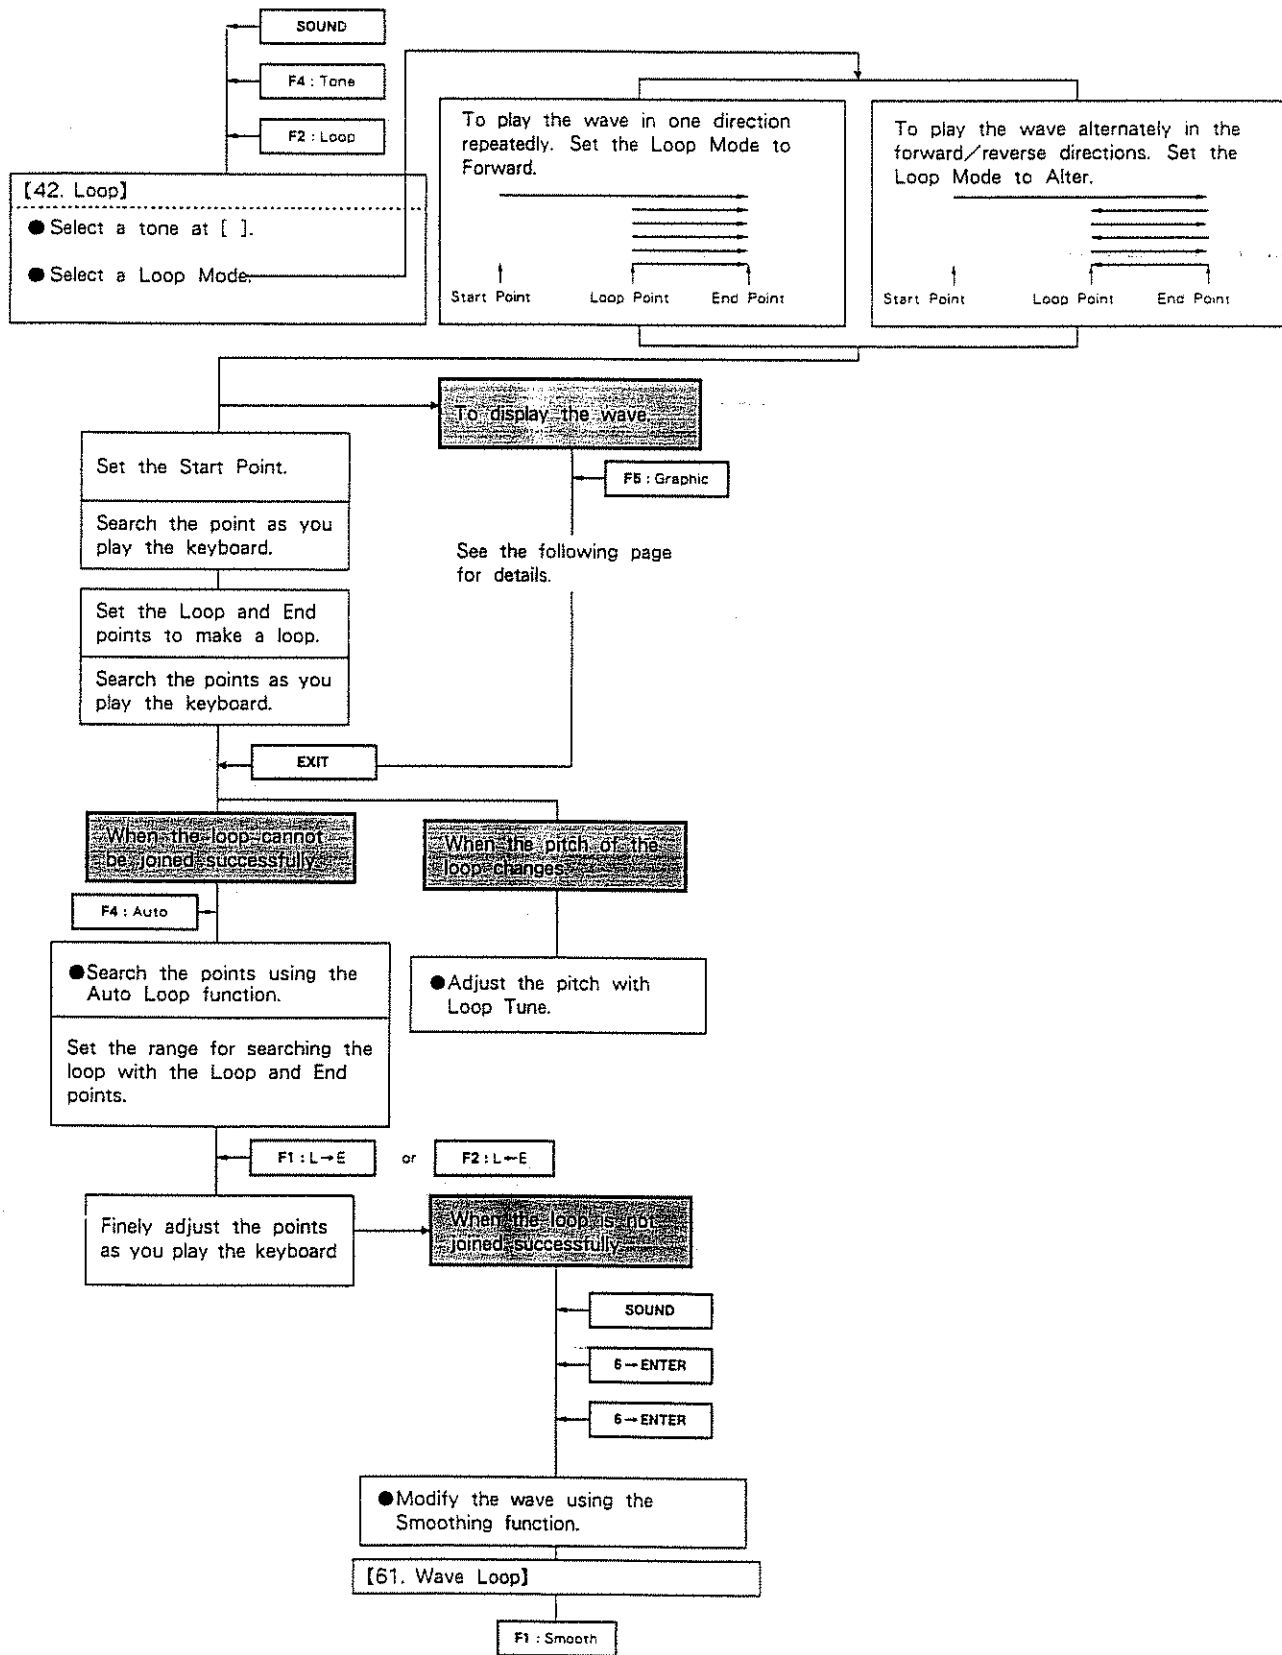 SOUND
F4 : Tone
F2 : Loop
[42. Loop]
● Select a tone at [ ].
● Select a Loop Mode.
To play the wave in one direction
repeatedly. Set the Loop Mode to
Forward.
Start Point
Loop Point
End Point
To play the wave alternately in the
forward/reverse directions. Set the
Loop Mode to Alter.
Start Point
Loop Point
End Point
To display the wave.
F5 : Graphic
See the following page
for details.
Set the Start Point.
Search the point as you
play the keyboard.
Set the Loop and End
points to make a loop.
Search the points as you
play the keyboard.
EXIT
When the loop cannot
be joined successfully.
When the pitch of the
loop changes.
F4 : Auto
● Search the points using the
Auto Loop function.
Set the range for searching the
loop with the Loop and End
points.
● Adjust the pitch with
Loop Tune.
F1 : L→E or F2 : L←E
Finely adjust the points
as you play the keyboard
When the loop is not
joined successfully
SOUND
6→ENTER
6→ENTER
● Modify the wave using the
Smoothing function.
[61. Wave Loop]
F1 : Smooth